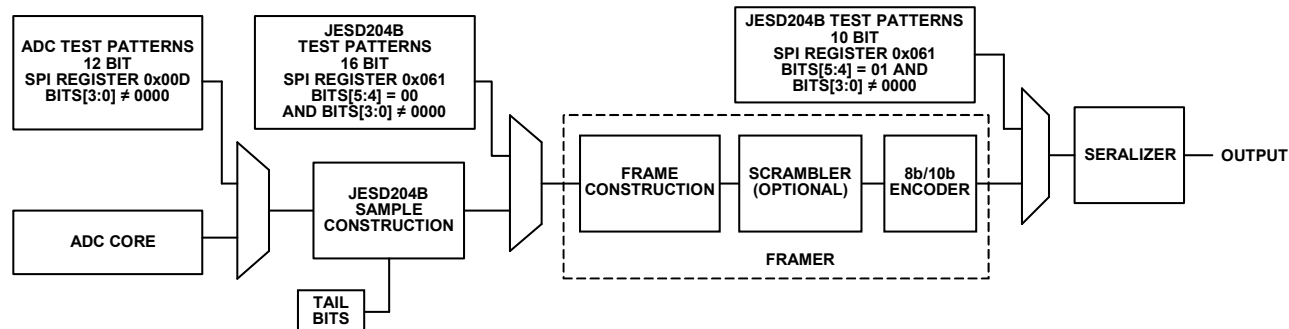 ADC TEST PATTERNS
12 BIT
SPI REGISTER 0x00D
BITS[3:0] ≠ 0000
JESD204B
TEST PATTERNS
16 BIT
SPI REGISTER 0x061
BITS[5:4] = 00
AND BITS[3:0] ≠ 0000
JESD204B TEST PATTERNS
10 BIT
SPI REGISTER 0x061
BITS[5:4] = 01 AND
BITS[3:0] ≠ 0000
ADC CORE
JESD204B
SAMPLE
CONSTRUCTION
TAIL
BITS
FRAME
CONSTRUCTION
SCRAMBLER
(OPTIONAL)
8b/10b
ENCODER
FRAMER
SERALIZER
OUTPUT